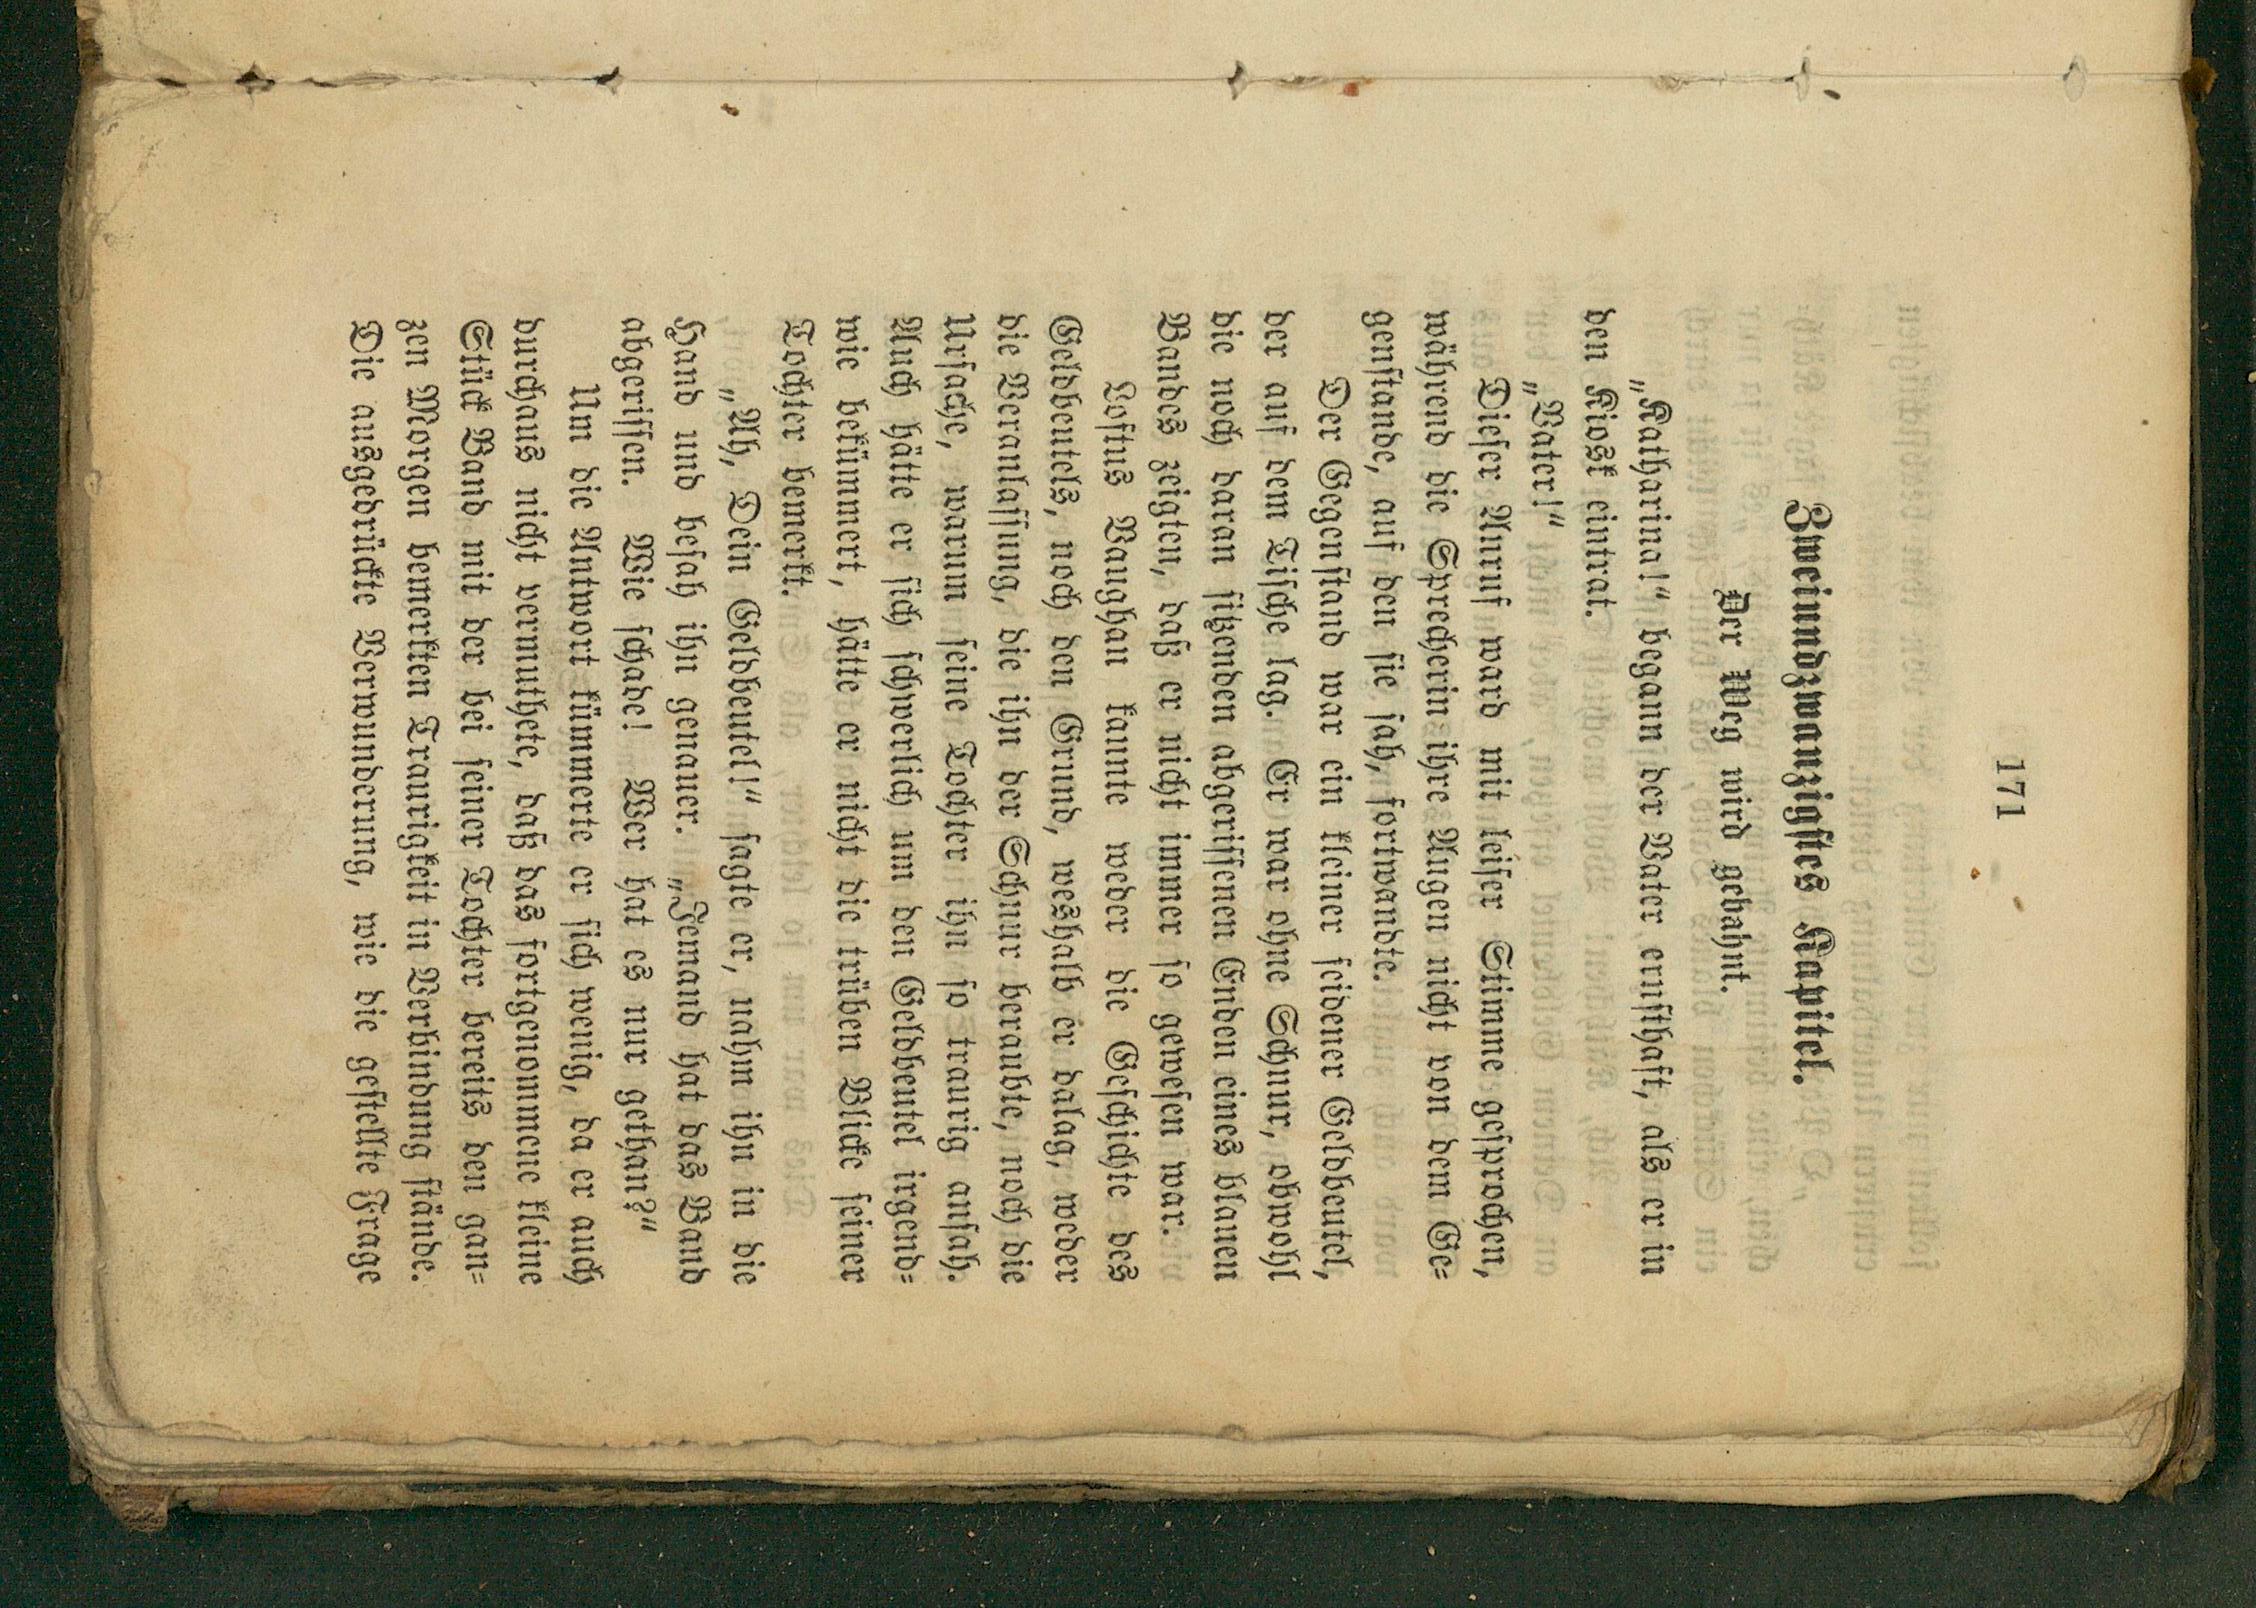 171
Zweiundzwanzigstes Kapitel.
Der Weg wird gebahnt.
„Katharina!“ begann der Vater ernsthaft, als er in
den Kiosk eintrat.
„Vater!“
Dieser Anruf ward mit leiser Stimme gesprochen,
während die Sprecherin ihre Augen nicht von dem Ge=
genstande, auf den sie sah, fortwandte.
Der Gegenstand war ein kleiner seidener Geldbeutel,
der auf dem Tische lag. Er war ohne Schnur, obwohl
die noch daran sitzenden abgerissenen Enden eines blauen
Bandes zeigten, daß er nicht immer so gewesen war.
Loftus Vaughan kannte weder die Geschichte des
Geldbeutels, noch den Grund, weshalb er dalag, weder
die Veranlassung, die ihn der Schnur beraubte, noch die
Ursache, warum seine Tochter ihn so traurig ansah.
Auch hätte er sich schwerlich um den Geldbeutel irgend=
wie bekümmert, hätte er nicht die trüben Blicke seiner
Tochter bemerkt.
„Ah, Dein Geldbeutel!“ sagte er, nahm ihn in die
Hand und besah ihn genauer. „Jemand hat das Band
abgerissen. Wie schade! Wer hat es nur gethan?“
Um die Antwort kümmerte er sich wenig, da er auch
durchaus nicht vermuthete, daß das fortgenommene kleine
Stück Band mit der bei seiner Tochter bereits den gan=
zen Morgen bemerkten Traurigkeit in Verbindung stände.
Die ausgedrückte Verwunderung, wie die gestellte Frage